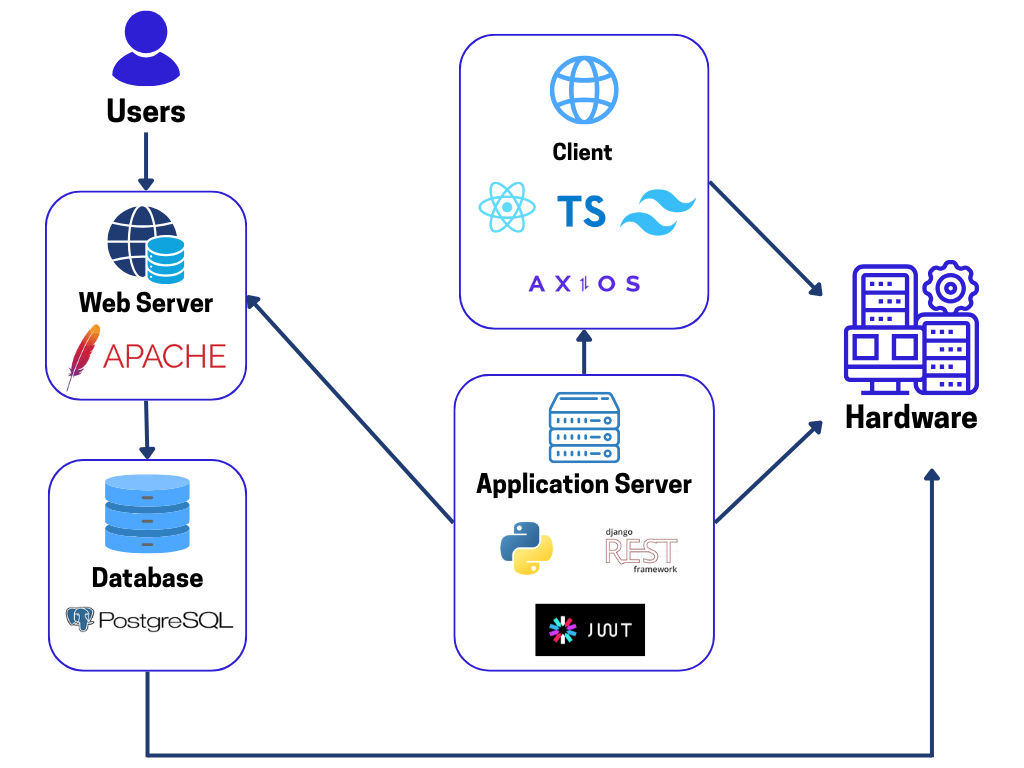 Users
Web Server
APACHE
Database
PostgreSQL
Client
TS
AXIOS
Application Server
django
REST
framework
JWT
Hardware